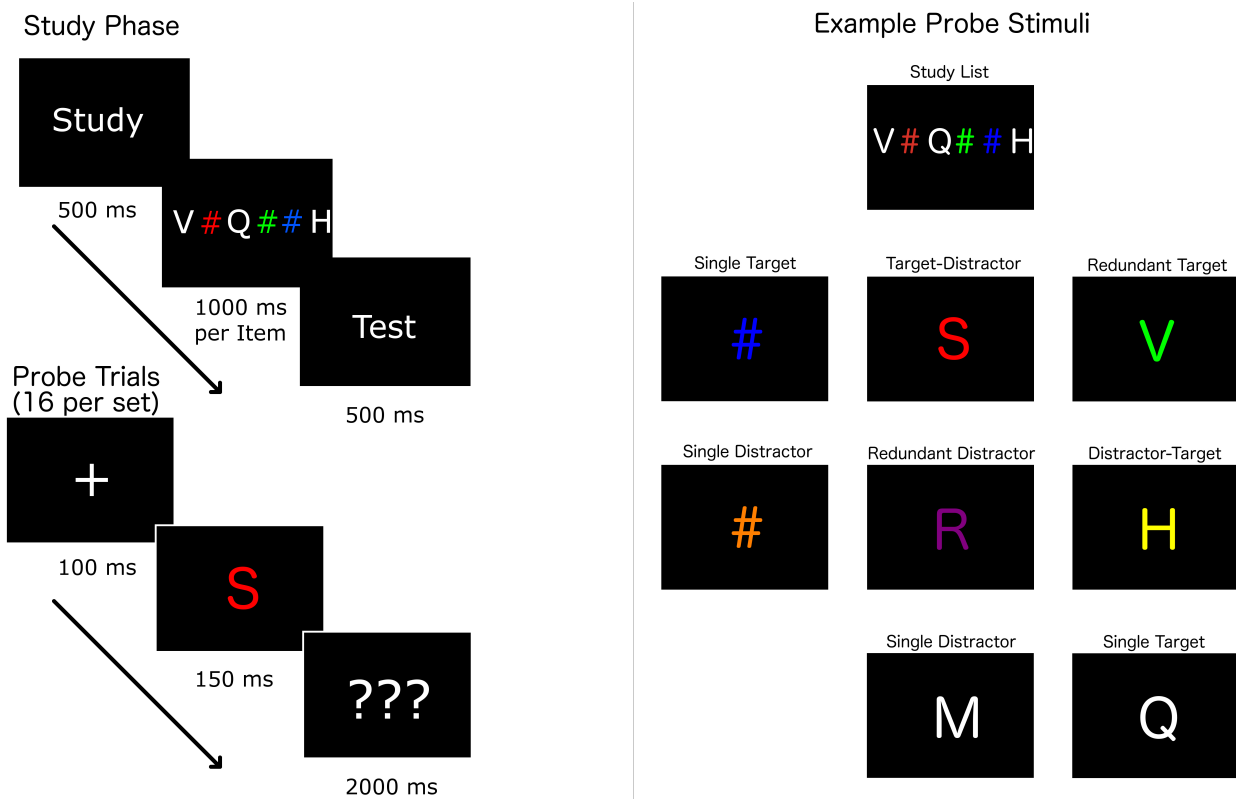 Study Phase
Study
500 ms
V # Q # # H
1000 ms
per Item
Test
500 ms
Probe Trials
(16 per set)
+
100 ms
S
150 ms
???
2000 ms
Example Probe Stimuli
Study List
V # Q # # H
Single Target
#
Target-Distractor
S
Redundant Target
V
Single Distractor
#
Redundant Distractor
R
Distractor-Target
H
Single Distractor
M
Single Target
Q